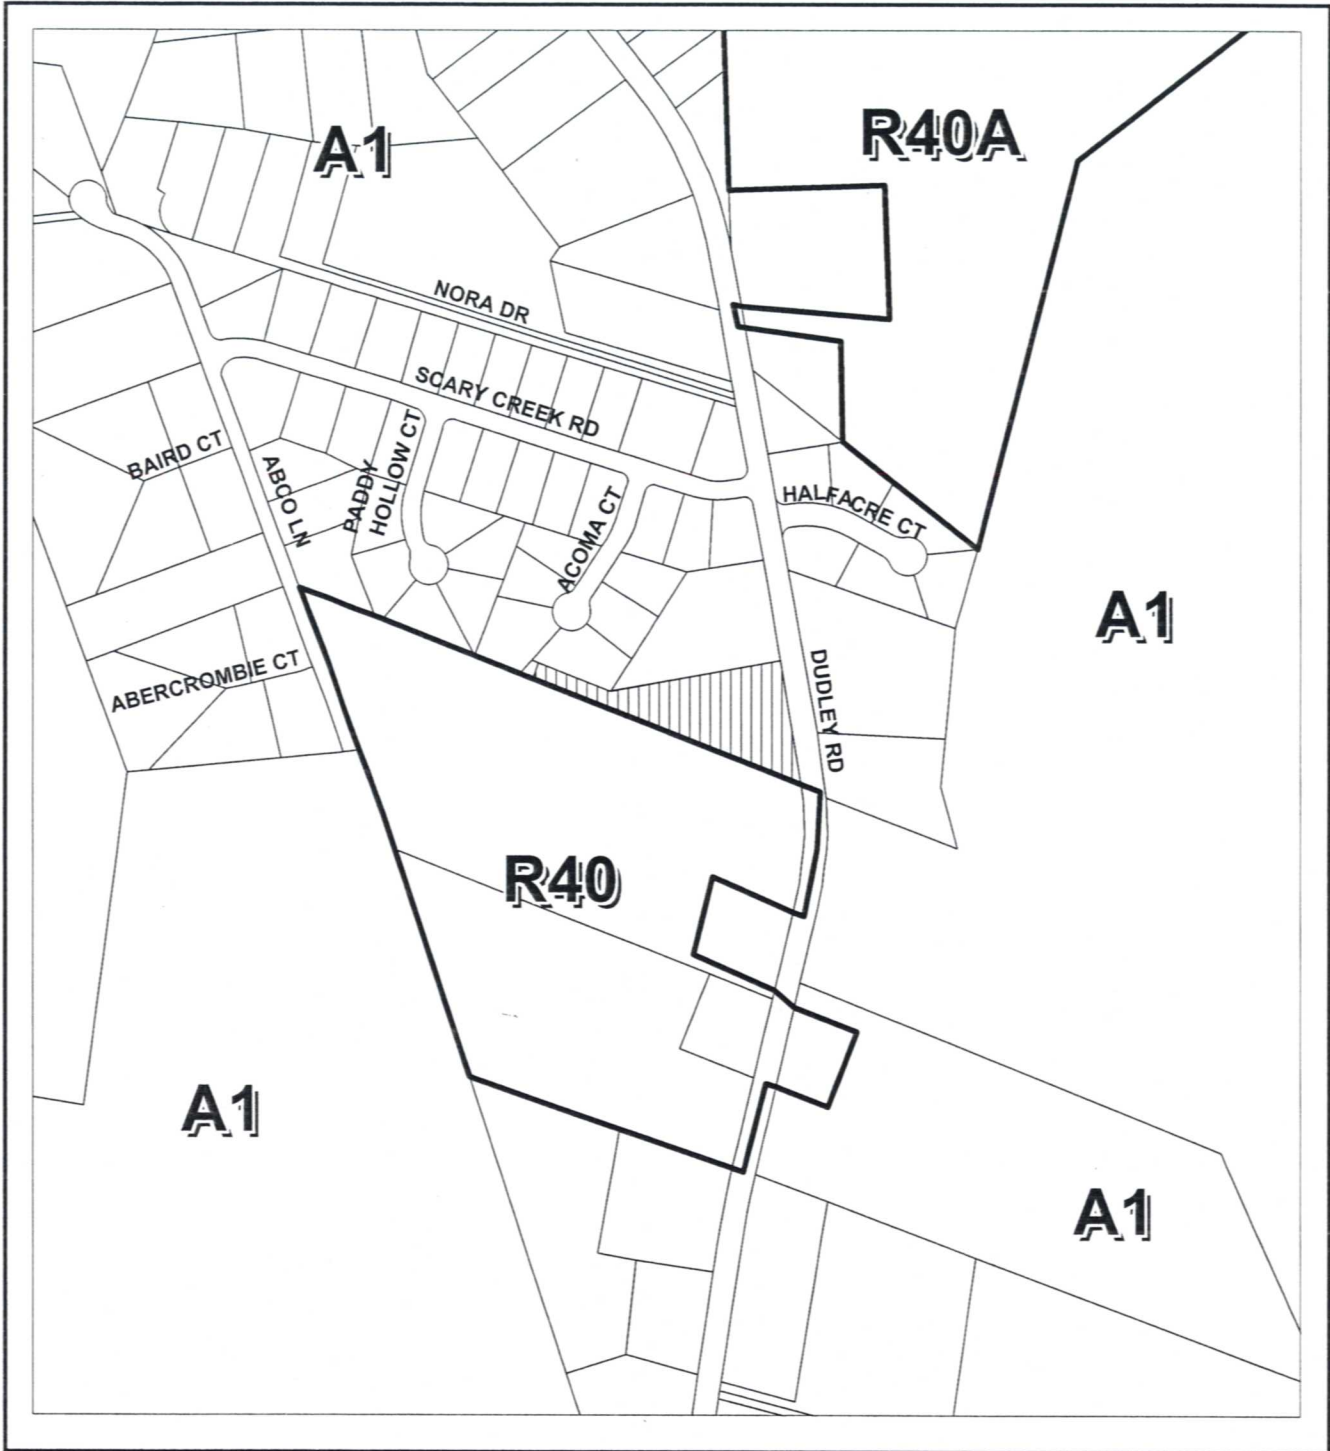 R40A
A1
NORA DR
SCARY CREEK RD
BAIRD CT
ABCO LN
PADDY
HOLLOW CT
ACOMA CT
HALFACRE CT
A1
ABERCROMBIE CT
DUDLEY RD
R40
A1
A1